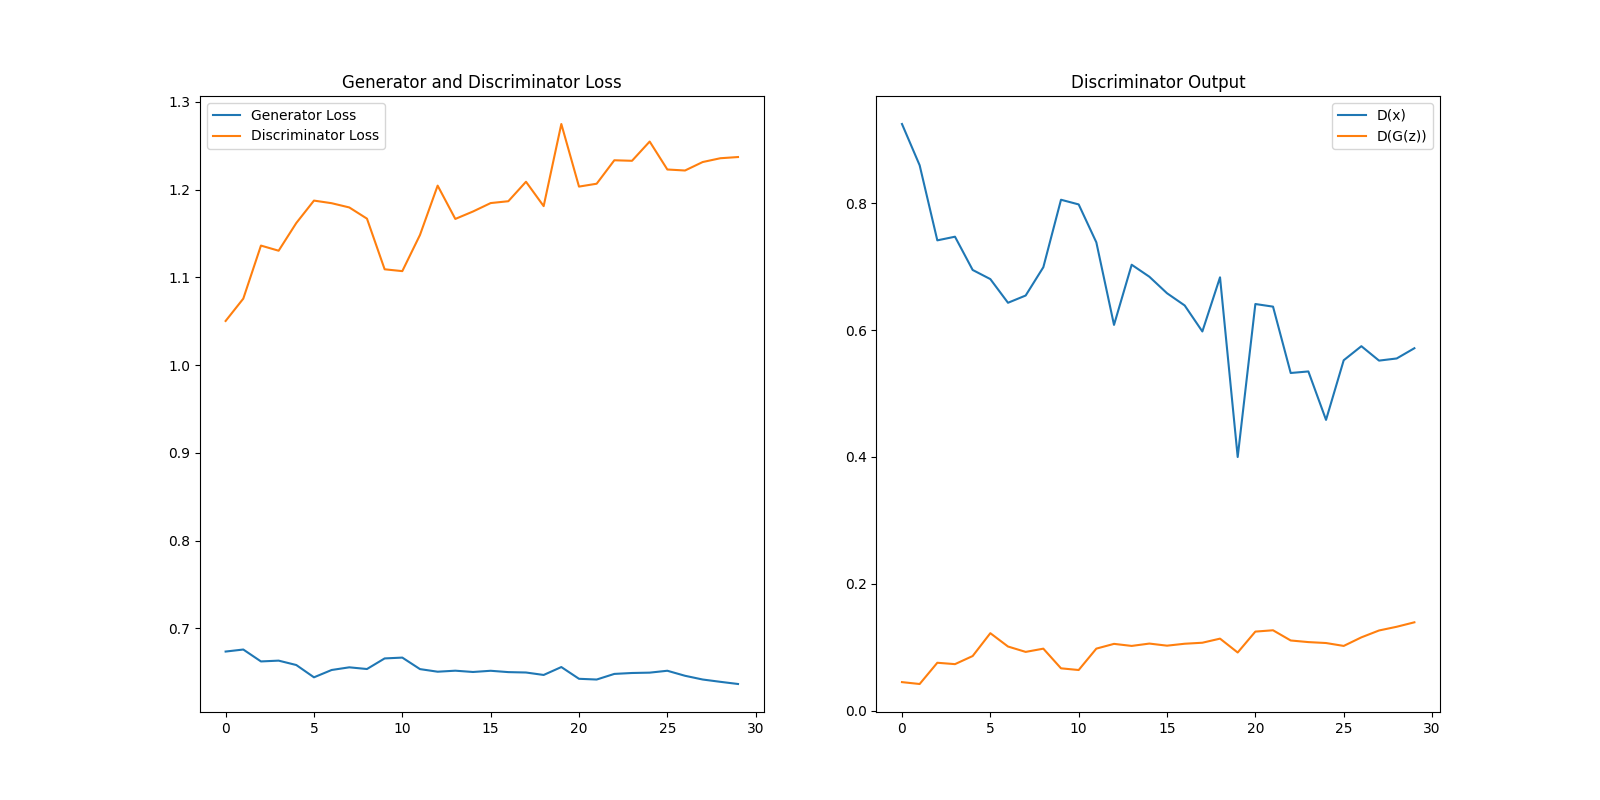 Generator and Discriminator Loss
Generator Loss
Discriminator Loss
1.3
1.2
1.1
1.0
0.9
0.8
0.7
0 5 10 15 20 25 30
Discriminator Output
D(x)
D(G(z))
0.8
0.6
0.4
0.2
0.0
0 5 10 15 20 25 30